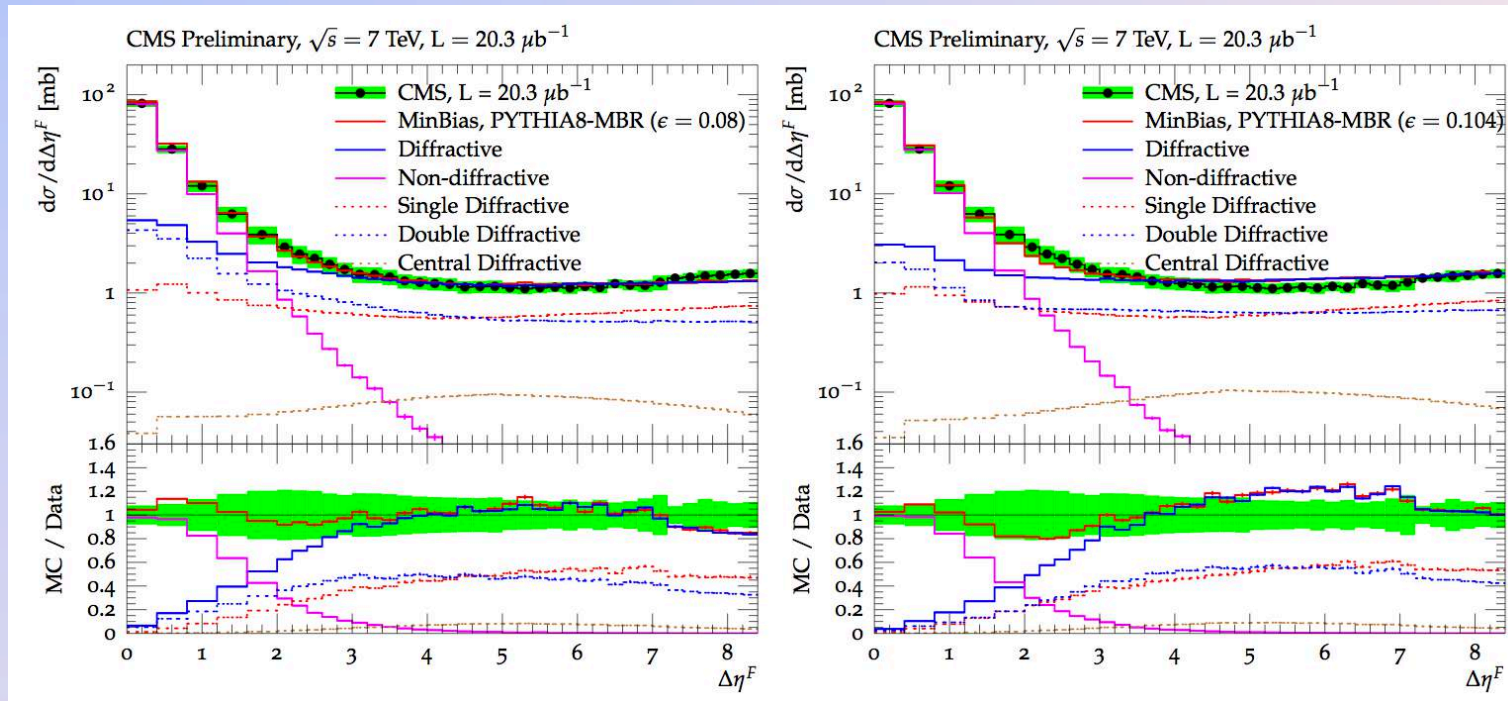 CMS Preliminary, √s = 7 TeV, L = 20.3 μb⁻¹
dσ/dΔη^F [mb]
10²
10¹
1
10⁻¹
CMS, L = 20.3 μb⁻¹
MinBias, PYTHIA8-MBR (ϵ = 0.08)
Diffractive
Non-diffractive
Single Diffractive
Double Diffractive
Central Diffractive
MC / Data
1.6
1.4
1.2
1
0.8
0.6
0.4
0.2
0
0 1 2 3 4 5 6 7 8
Δη^F
CMS Preliminary, √s = 7 TeV, L = 20.3 μb⁻¹
dσ/dΔη^F [mb]
10²
10¹
1
10⁻¹
CMS, L = 20.3 μb⁻¹
MinBias, PYTHIA8-MBR (ϵ = 0.104)
Diffractive
Non-diffractive
Single Diffractive
Double Diffractive
Central Diffractive
MC / Data
1.6
1.4
1.2
1
0.8
0.6
0.4
0.2
0
0 1 2 3 4 5 6 7 8
Δη^F